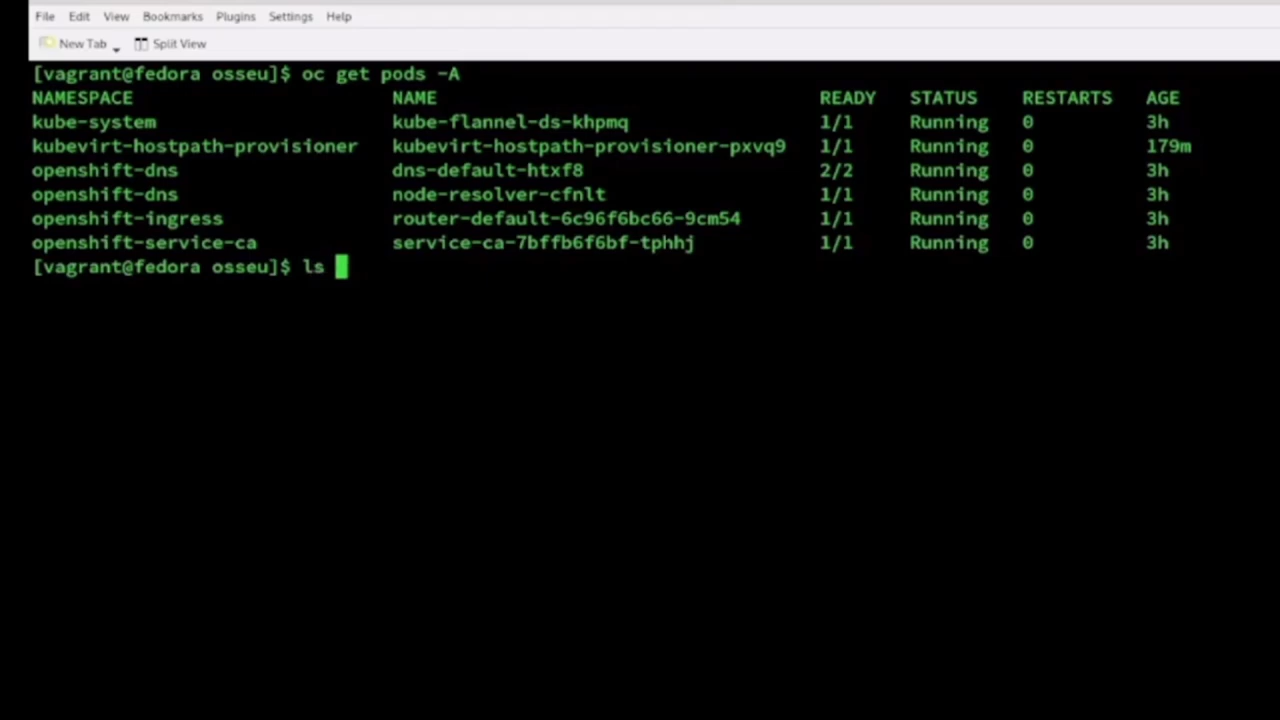 File Edit View Bookmarks Plugins Settings Help
New Tab Split View
[vagrant@fedora osseu]$ oc get pods -A
NAMESPACE NAME READY STATUS RESTARTS AGE
kube-system kube-flannel-ds-khpmq 1/1 Running 0 3h
kubevirt-hostpath-provisioner kubevirt-hostpath-provisioner-pxvq9 1/1 Running 0 179m
openshift-dns dns-default-htxf8 2/2 Running 0 3h
openshift-dns node-resolver-cfnlt 1/1 Running 0 3h
openshift-ingress router-default-6c96f6bc66-9cm54 1/1 Running 0 3h
openshift-service-ca service-ca-7bffb6f6bf-tphhj 1/1 Running 0 3h
[vagrant@fedora osseu]$ ls